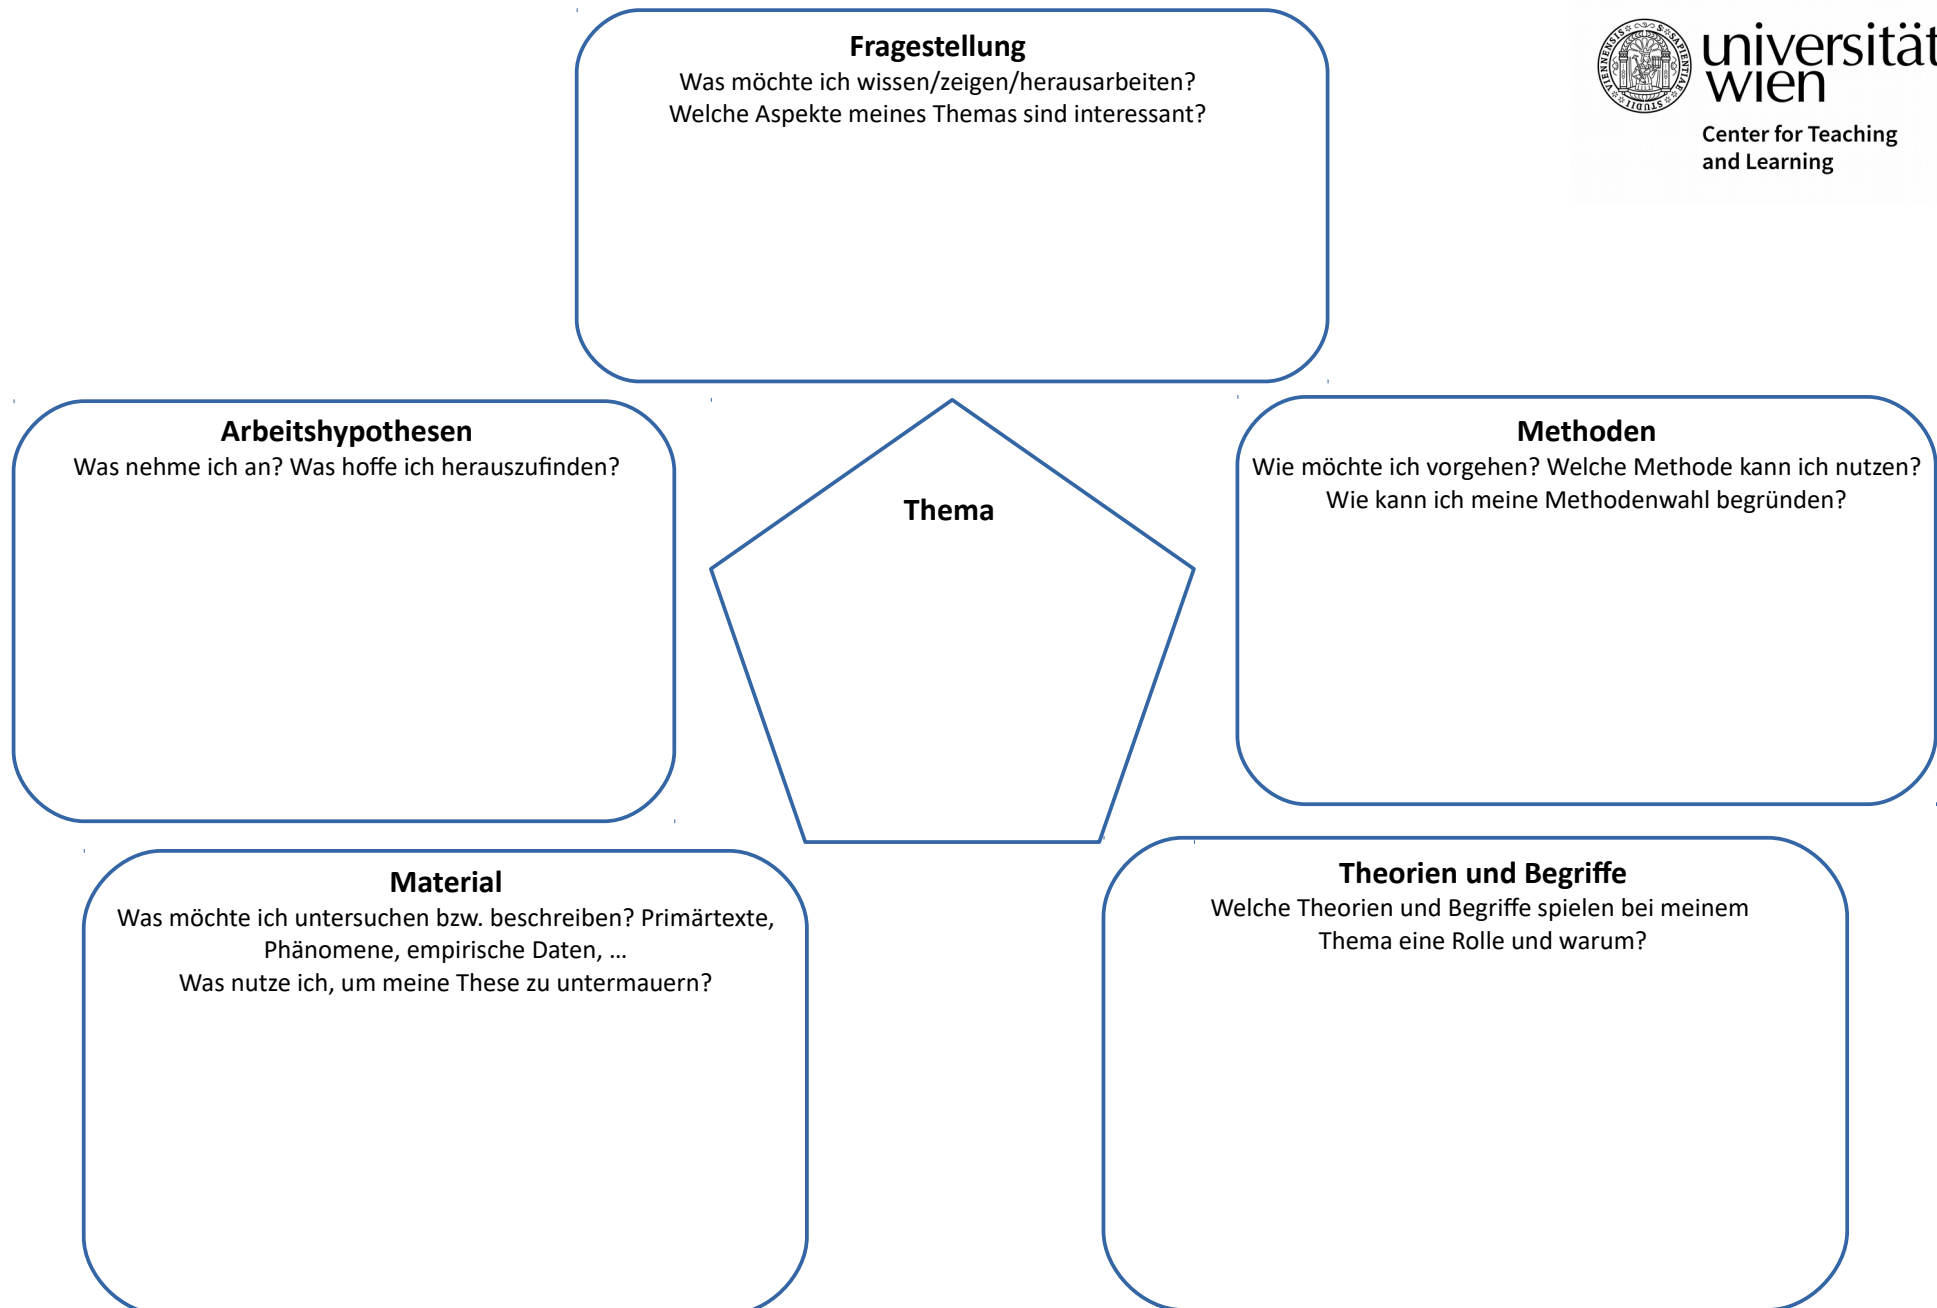 Fragestellung
Was möchte ich wissen/zeigen/herausarbeiten?
Welche Aspekte meines Themas sind interessant?
universität
wien
Center for Teaching
and Learning
Arbeitshypothesen
Was nehme ich an? Was hoffe ich herauszufinden?
Thema
Methoden
Wie möchte ich vorgehen? Welche Methode kann ich nutzen?
Wie kann ich meine Methodenwahl begründen?
Material
Was möchte ich untersuchen bzw. beschreiben? Primärtexte,
Phänomene, empirische Daten, ...
Was nutze ich, um meine These zu untermauern?
Theorien und Begriffe
Welche Theorien und Begriffe spielen bei meinem
Thema eine Rolle und warum?